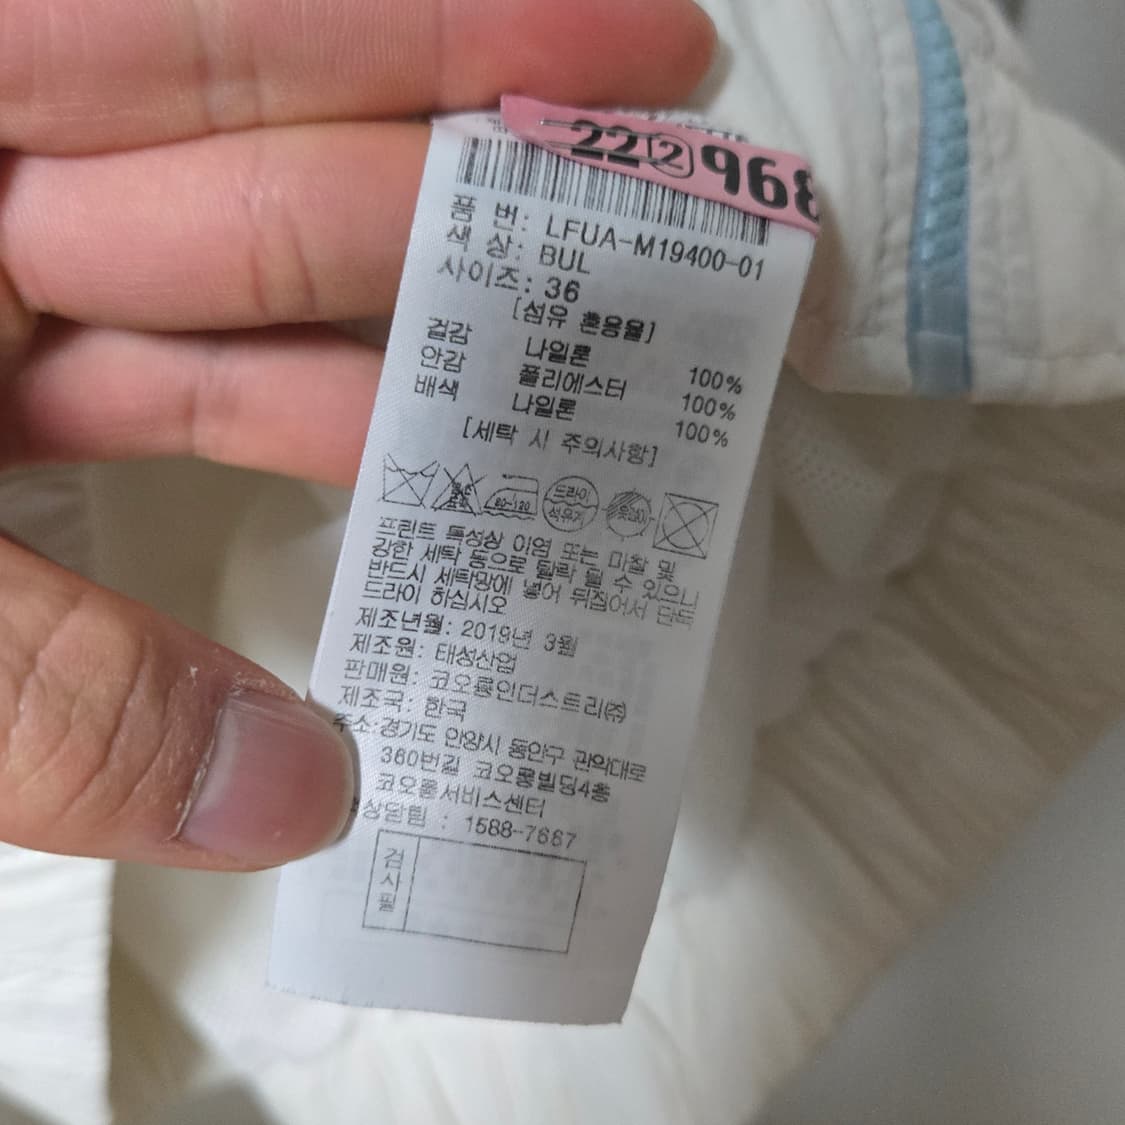 22②968
품 번: LFUA-M19400-01
색 상: BUL
사이즈: 36
[섬유 혼용율]
겉감 나일론 100%
안감 폴리에스터 100%
배색 나일론 100%
[세탁 시 주의사항]
80~120
드라이
석유계
옷걸이
프린트 특성상 이염 또는 마찰 및
강한 세탁 등으로 탈락 될 수 있으니
반드시 세탁망에 넣어 뒤집어서 단독
드라이 하십시오
제조년월: 2019년 3월
제조원: 태성산업
판매원: 코오롱인더스트리㈜
제조국: 한국
주소:경기도 안양시 동안구 관악대로
360번길 코오롱빌딩4층
코오롱서비스센터
상담팀 : 1588-7667
검사필